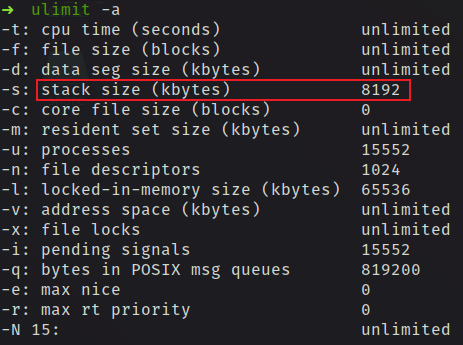 ➜ ulimit -a
-t: cpu time (seconds) unlimited
-f: file size (blocks) unlimited
-d: data seg size (kbytes) unlimited
-s: stack size (kbytes) 8192
-c: core file size (blocks) 0
-m: resident set size (kbytes) unlimited
-u: processes 15552
-n: file descriptors 1024
-l: locked-in-memory size (kbytes) 65536
-v: address space (kbytes) unlimited
-x: file locks unlimited
-i: pending signals 15552
-q: bytes in POSIX msg queues 819200
-e: max nice 0
-r: max rt priority 0
-N 15: unlimited